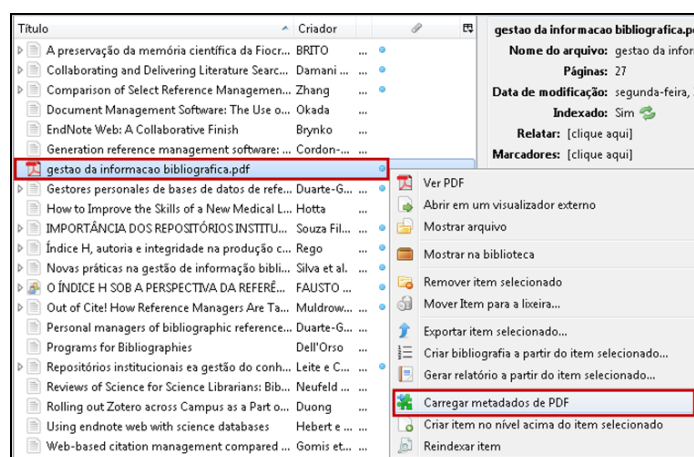 Título Criador
A preservação da memória científica da Fiocr... BRITO ...
Collaborating and Delivering Literature Searc... Damani ... ...
Comparison of Select Reference Managemen... Zhang ...
Document Management Software: The Use o... Okada ...
EndNote Web: A Collaborative Finish Brynko ...
Generation reference management software: ... Cordon-... ...
gestao da informacao bibliografica.pdf
Gestores personales de bases de datos de refe... Duarte-G... ...
How to Improve the Skills of a New Medical L... Hotta ...
IMPORTÂNCIA DOS REPOSITÓRIOS INSTITU... Souza Fil... ...
Índice H, autoria e integridade na produção c... Rego ...
Novas práticas na gestão de informação bibli... Silva et al. ...
O ÍNDICE H SOB A PERSPECTIVA DA REFERÊ... FAUSTO ...
Out of Cite! How Reference Managers Are Ta... Muldrow... ...
Personal managers of bibliographic reference... Duarte-G... ...
Programs for Bibliographies Dell'Orso ...
Repositórios institucionais ea gestão do conh... Leite e C... ...
Reviews of Science for Science Librarians: Bib... Neufeld ... ...
Rolling out Zotero across Campus as a Part o... Duong ...
Using endnote web with science databases Hebert e ... ...
Web-based citation management compared ... Gomis et... ...
gestao da informacao bibliografica.p
Nome do arquivo: gestao da infor
Páginas: 27
Data de modificação: segunda-feira,
Indexado: Sim
Relatar: [clique aqui]
Marcadores: [clique aqui]
Ver PDF
Abrir em um visualizador externo
Mostrar arquivo
Mostrar na biblioteca
Remover item selecionado
Mover Item para a lixeira...
Exportar item selecionado...
Criar bibliografia a partir do item selecionado...
Gerar relatório a partir do item selecionado...
Carregar metadados de PDF
Criar item no nível acima do item selecionado
Reindexar item